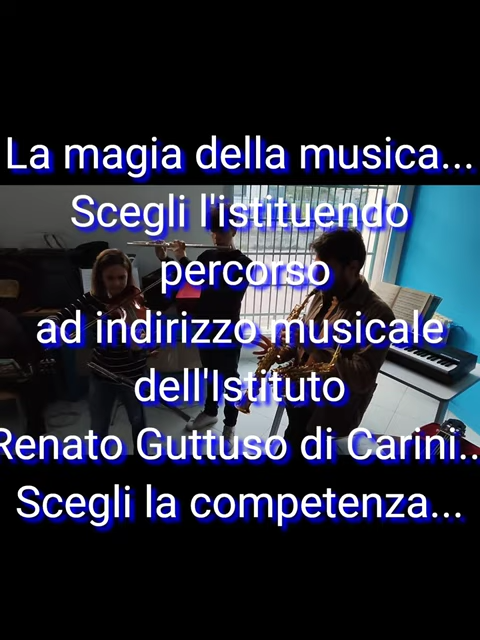 La magia della musica...
Scegli l'istituendo
percorso
ad indirizzo musicale
dell'Istituto
Renato Guttuso di Carini...
Scegli la competenza...